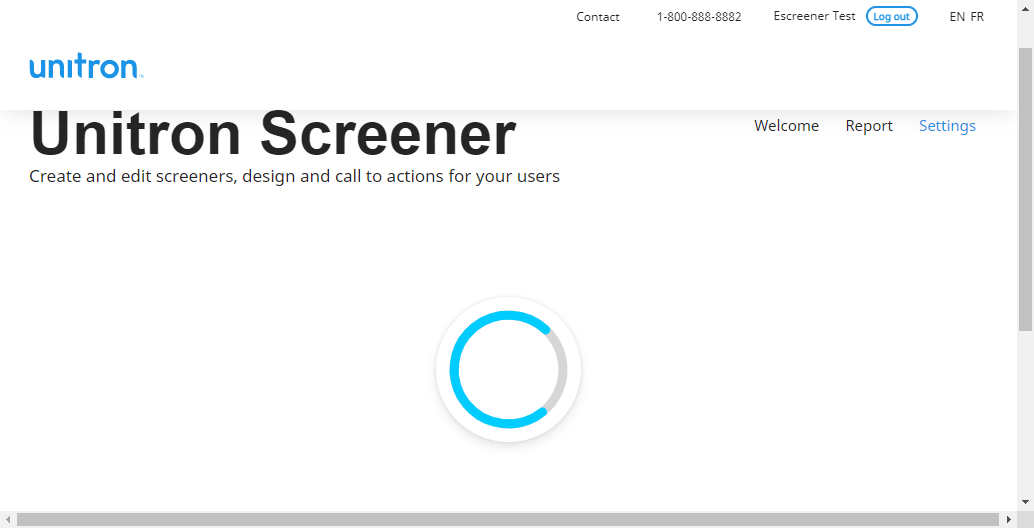 Contact 1-800-888-8882 Escreener Test Log out EN FR
unitron™
Unitron Screener
Welcome Report Settings
Create and edit screeners, design and call to actions for your users